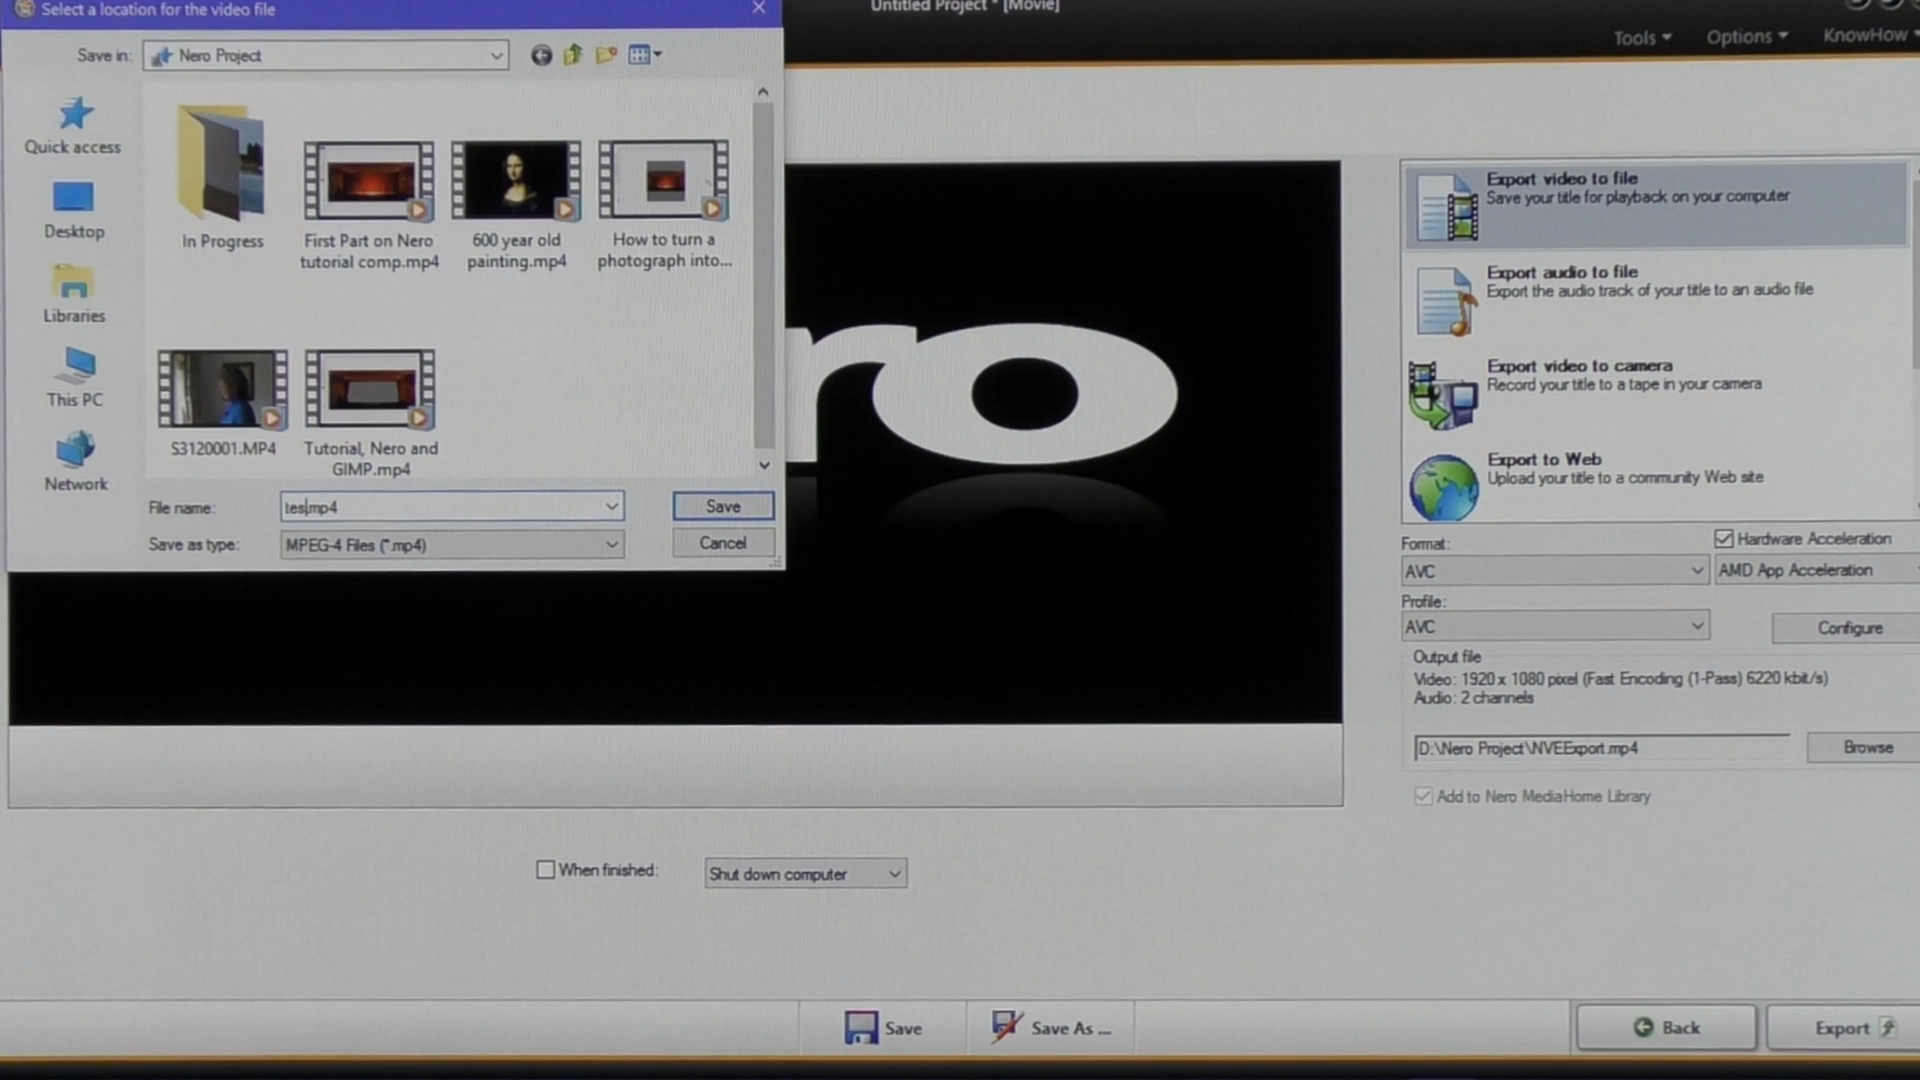 Select a location for the video file
Untitled Project * [Movie]
Tools
Options
KnowHow
Save in:
Nero Project
Quick access
Desktop
Libraries
This PC
Network
In Progress
First Part on Nero
tutorial comp.mp4
600 year old
painting.mp4
How to turn a
photograph into...
S3120001.MP4
Tutorial, Nero and
GIMP.mp4
File name:
tes.mp4
Save
Save as type:
MPEG-4 Files (*.mp4)
Cancel
ro
Export video to file
Save your title for playback on your computer
Export audio to file
Export the audio track of your title to an audio file
Export video to camera
Record your title to a tape in your camera
Export to Web
Upload your title to a community Web site
Format:
Hardware Acceleration
AVC
AMD App Acceleration
Profile:
AVC
Configure
Output file
Video: 1920 x 1080 pixel (Fast Encoding (1-Pass) 6220 kbit/s)
Audio: 2 channels
D:\Nero Project\NVEExport.mp4
Browse
Add to Nero MediaHome Library
When finished:
Shut down computer
Save
Save As ...
Back
Export